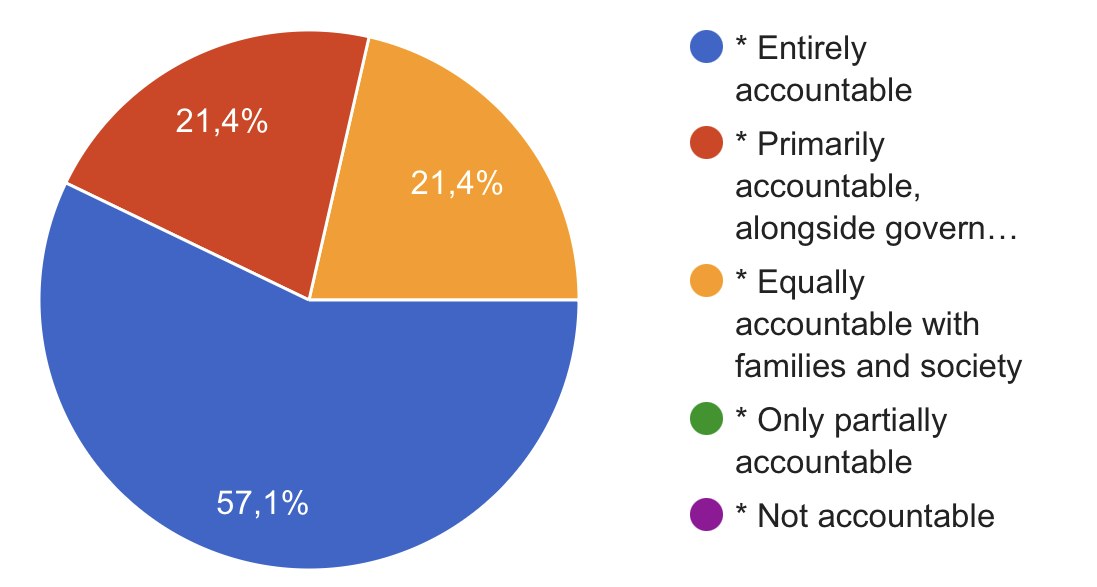 21,4%
21,4%
57,1%
* Entirely
accountable
* Primarily
accountable,
alongside govern…
* Equally
accountable with
families and society
* Only partially
accountable
* Not accountable